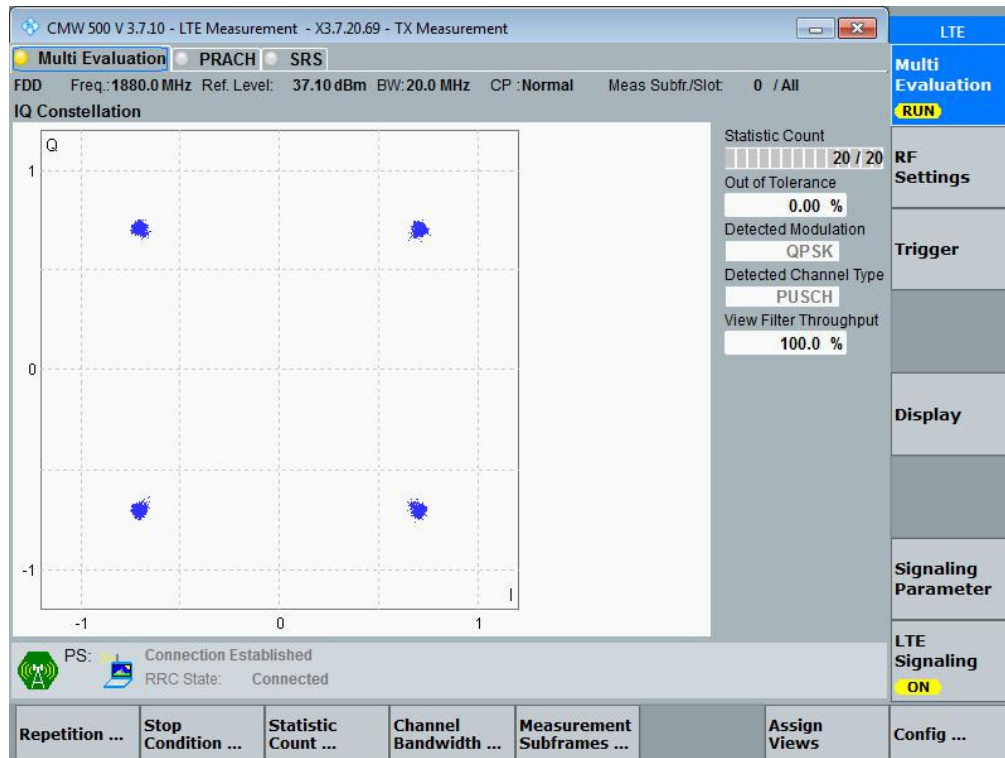 CMW 500 V 3.7.10 - LTE Measurement - X3.7.20.69 - TX Measurement
LTE
Multi Evaluation PRACH SRS
Multi
Evaluation
RUN
FDD Freq.: 1880.0 MHz Ref. Level: 37.10 dBm BW: 20.0 MHz CP : Normal Meas Subfr./Slot: 0 / All
IQ Constellation
Q
1
0
-1
I
-1 0 1
Statistic Count
20 / 20
Out of Tolerance
0.00 %
Detected Modulation
QPSK
Detected Channel Type
PUSCH
View Filter Throughput
100.0 %
RF
Settings
Trigger
Display
Signaling
Parameter
LTE
Signaling
ON
PS: Connection Established
RRC State: Connected
Repetition ...
Stop
Condition ...
Statistic
Count ...
Channel
Bandwidth ...
Measurement
Subframes ...
Assign
Views
Config ...